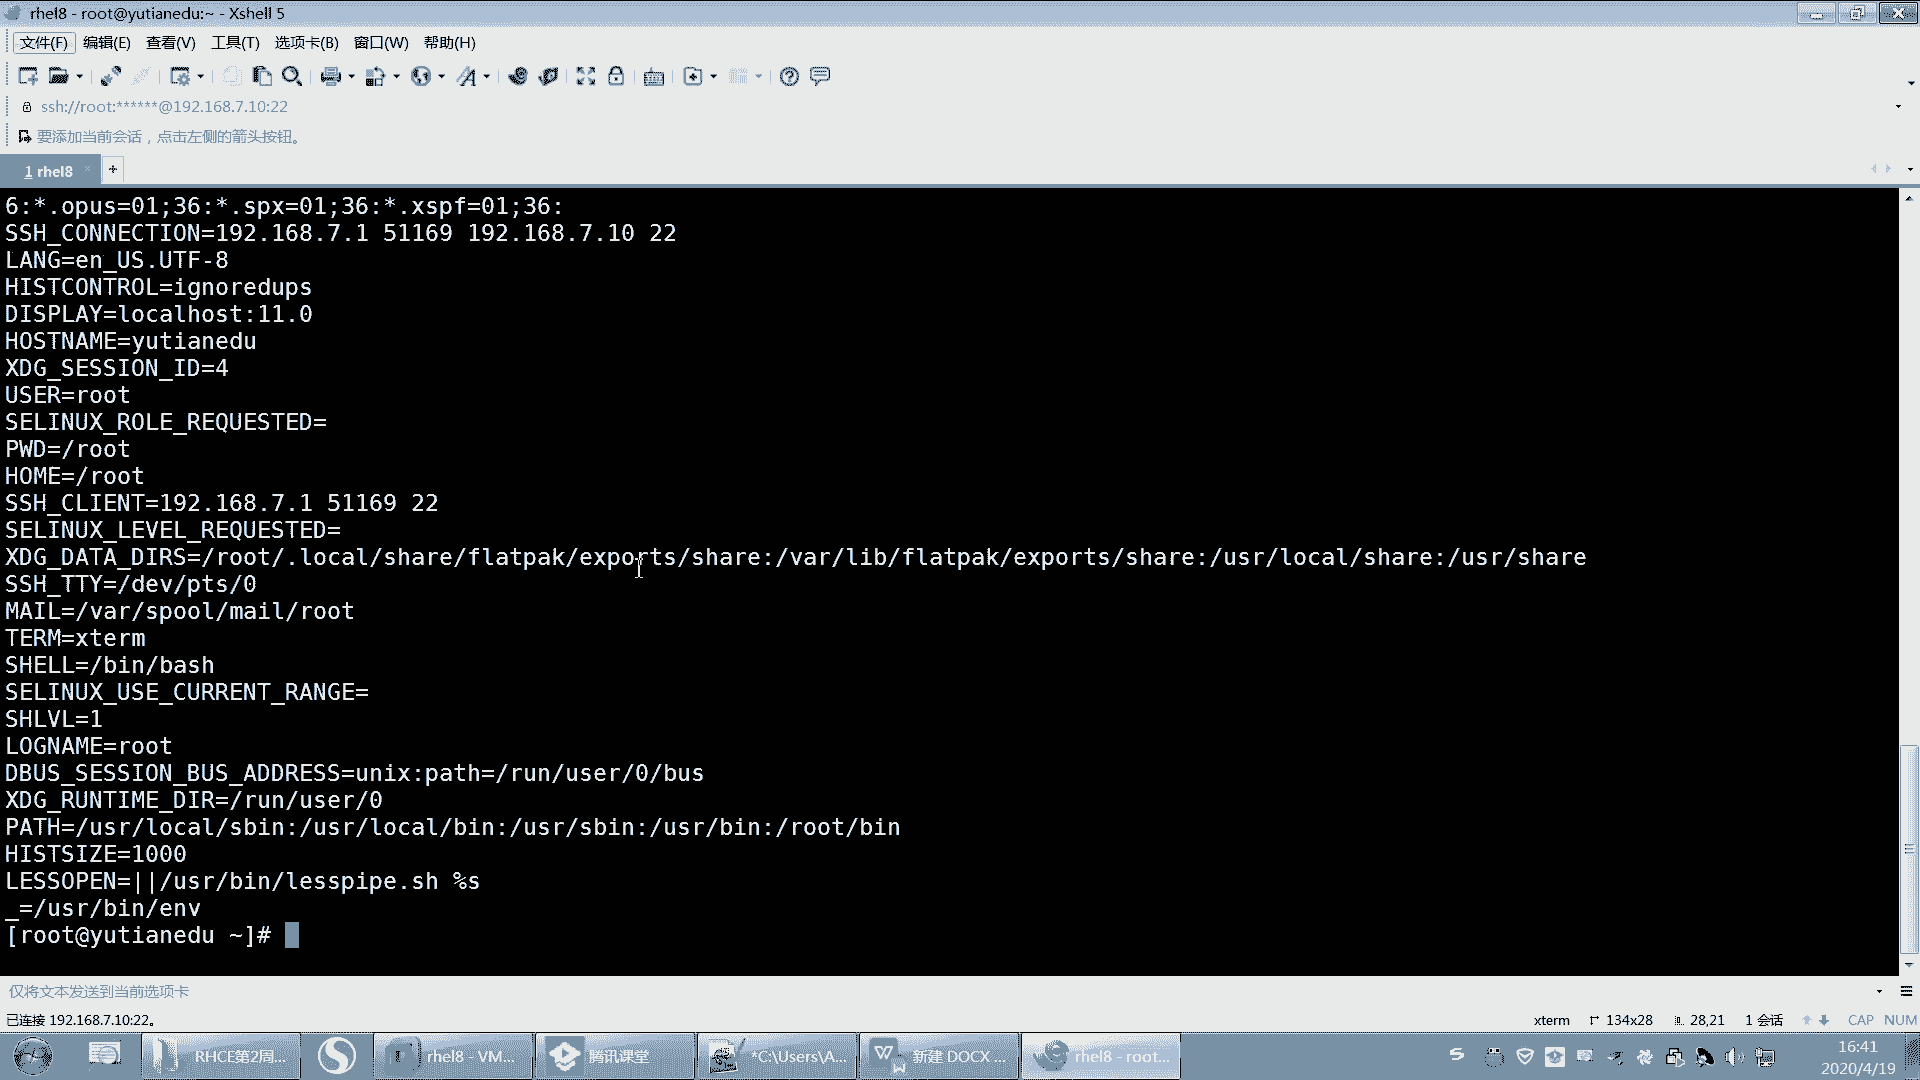 rhel8 - root@yutianedu:~ - Xshell 5
文件(F) 编辑(E) 查看(V) 工具(T) 选项卡(B) 窗口(W) 帮助(H)
ssh://root:******@192.168.7.10:22
要添加当前会话，点击左侧的箭头按钮。
1 rhel8
6:*.opus=01;36:*.spx=01;36:*.xspf=01;36:
SSH_CONNECTION=192.168.7.1 51169 192.168.7.10 22
LANG=en_US.UTF-8
HISTCONTROL=ignoredups
DISPLAY=localhost:11.0
HOSTNAME=yutianedu
XDG_SESSION_ID=4
USER=root
SELINUX_ROLE_REQUESTED=
PWD=/root
HOME=/root
SSH_CLIENT=192.168.7.1 51169 22
SELINUX_LEVEL_REQUESTED=
XDG_DATA_DIRS=/root/.local/share/flatpak/exports/share:/var/lib/flatpak/exports/share:/usr/local/share:/usr/share
SSH_TTY=/dev/pts/0
MAIL=/var/spool/mail/root
TERM=xterm
SHELL=/bin/bash
SELINUX_USE_CURRENT_RANGE=
SHLVL=1
LOGNAME=root
DBUS_SESSION_BUS_ADDRESS=unix:path=/run/user/0/bus
XDG_RUNTIME_DIR=/run/user/0
PATH=/usr/local/sbin:/usr/local/bin:/usr/sbin:/usr/bin:/root/bin
HISTSIZE=1000
LESSOPEN=||/usr/bin/lesspipe.sh %s
_=/usr/bin/env
[root@yutianedu ~]#
仅将文本发送到当前选项卡
已连接 192.168.7.10:22。 xterm 134x28 28,21 1 会话 CAP NUM
RHCE第2周... rhel8 - VM... 腾讯课堂 *C:\Users\A... 新建 DOCX ... rhel8 - root... 16:41
2020/4/19